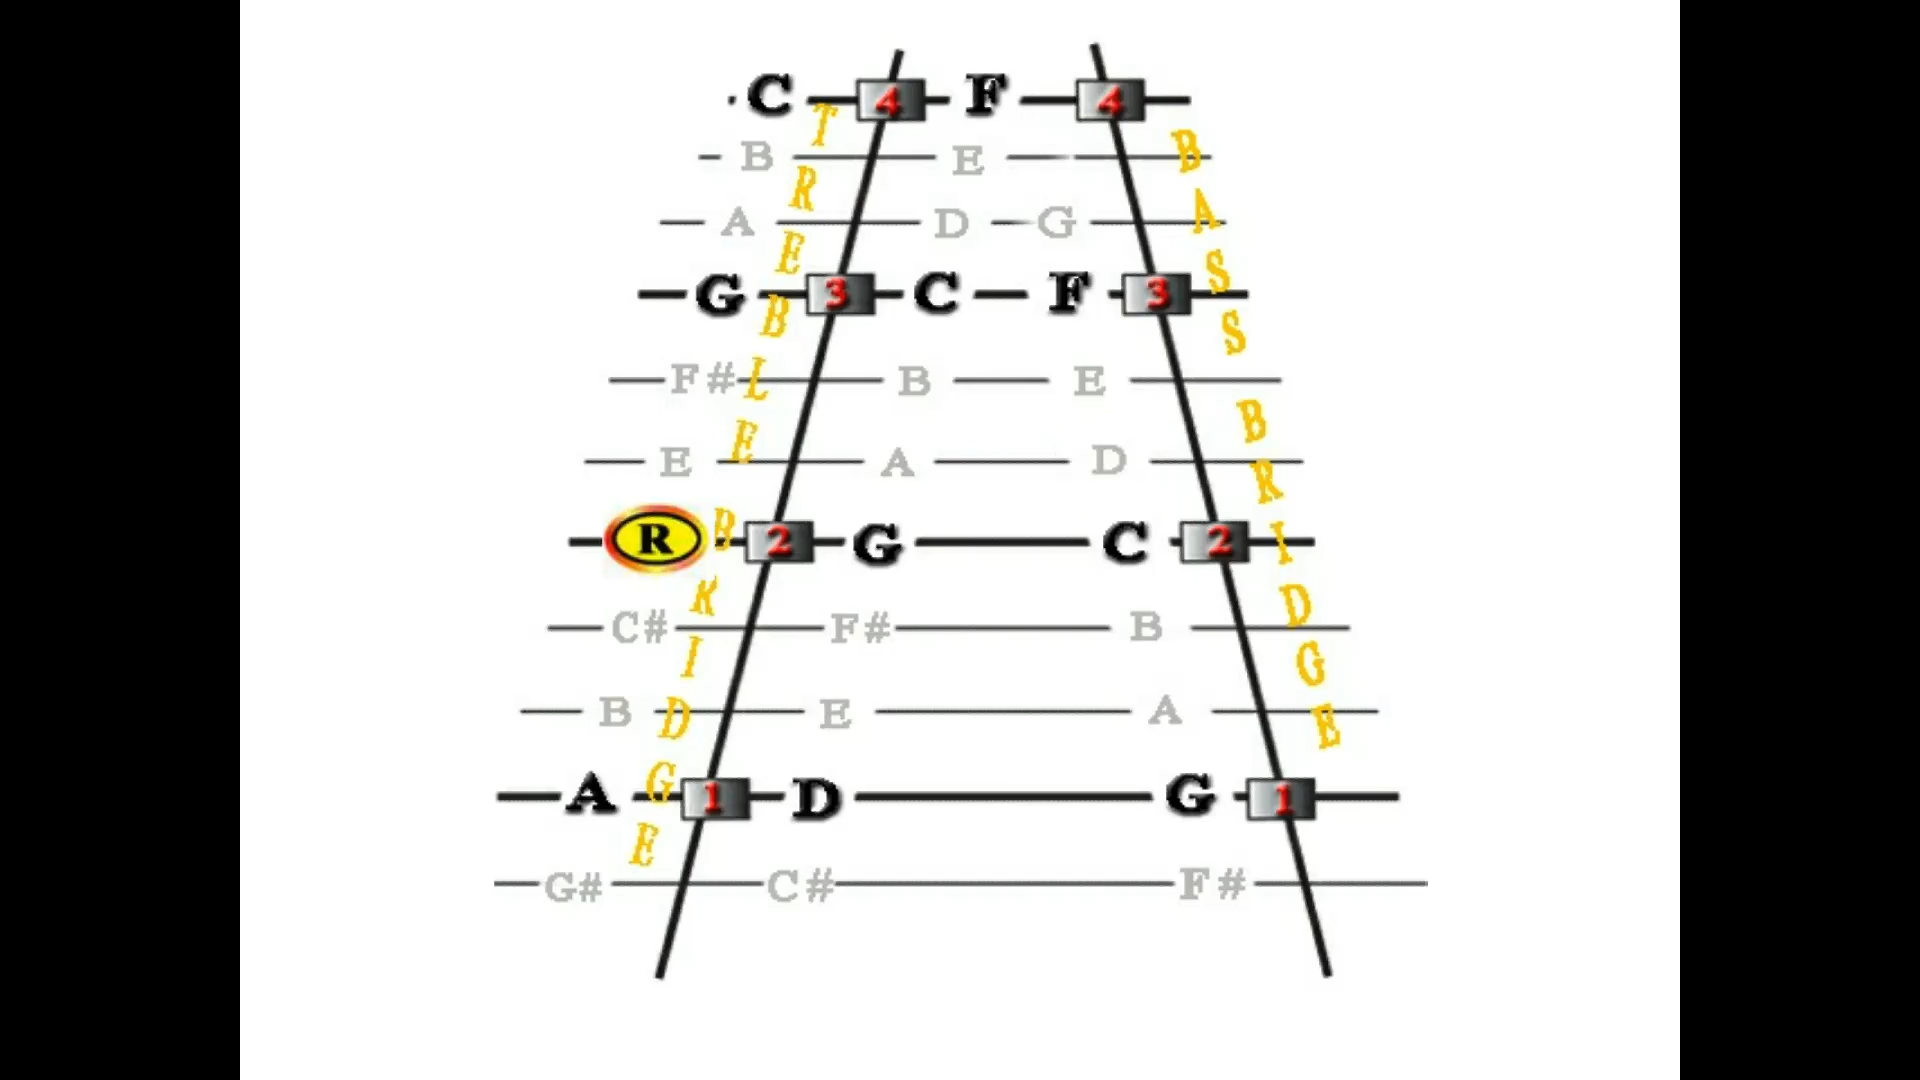 C 4 F 4
B E
A D G
G 3 C F 3
F# B E
E A D
R 2 G C 2
C# F# B
B E A
A 1 D G 1
G# C# F#
TREBLE BRIDGE
BASS BRIDGE